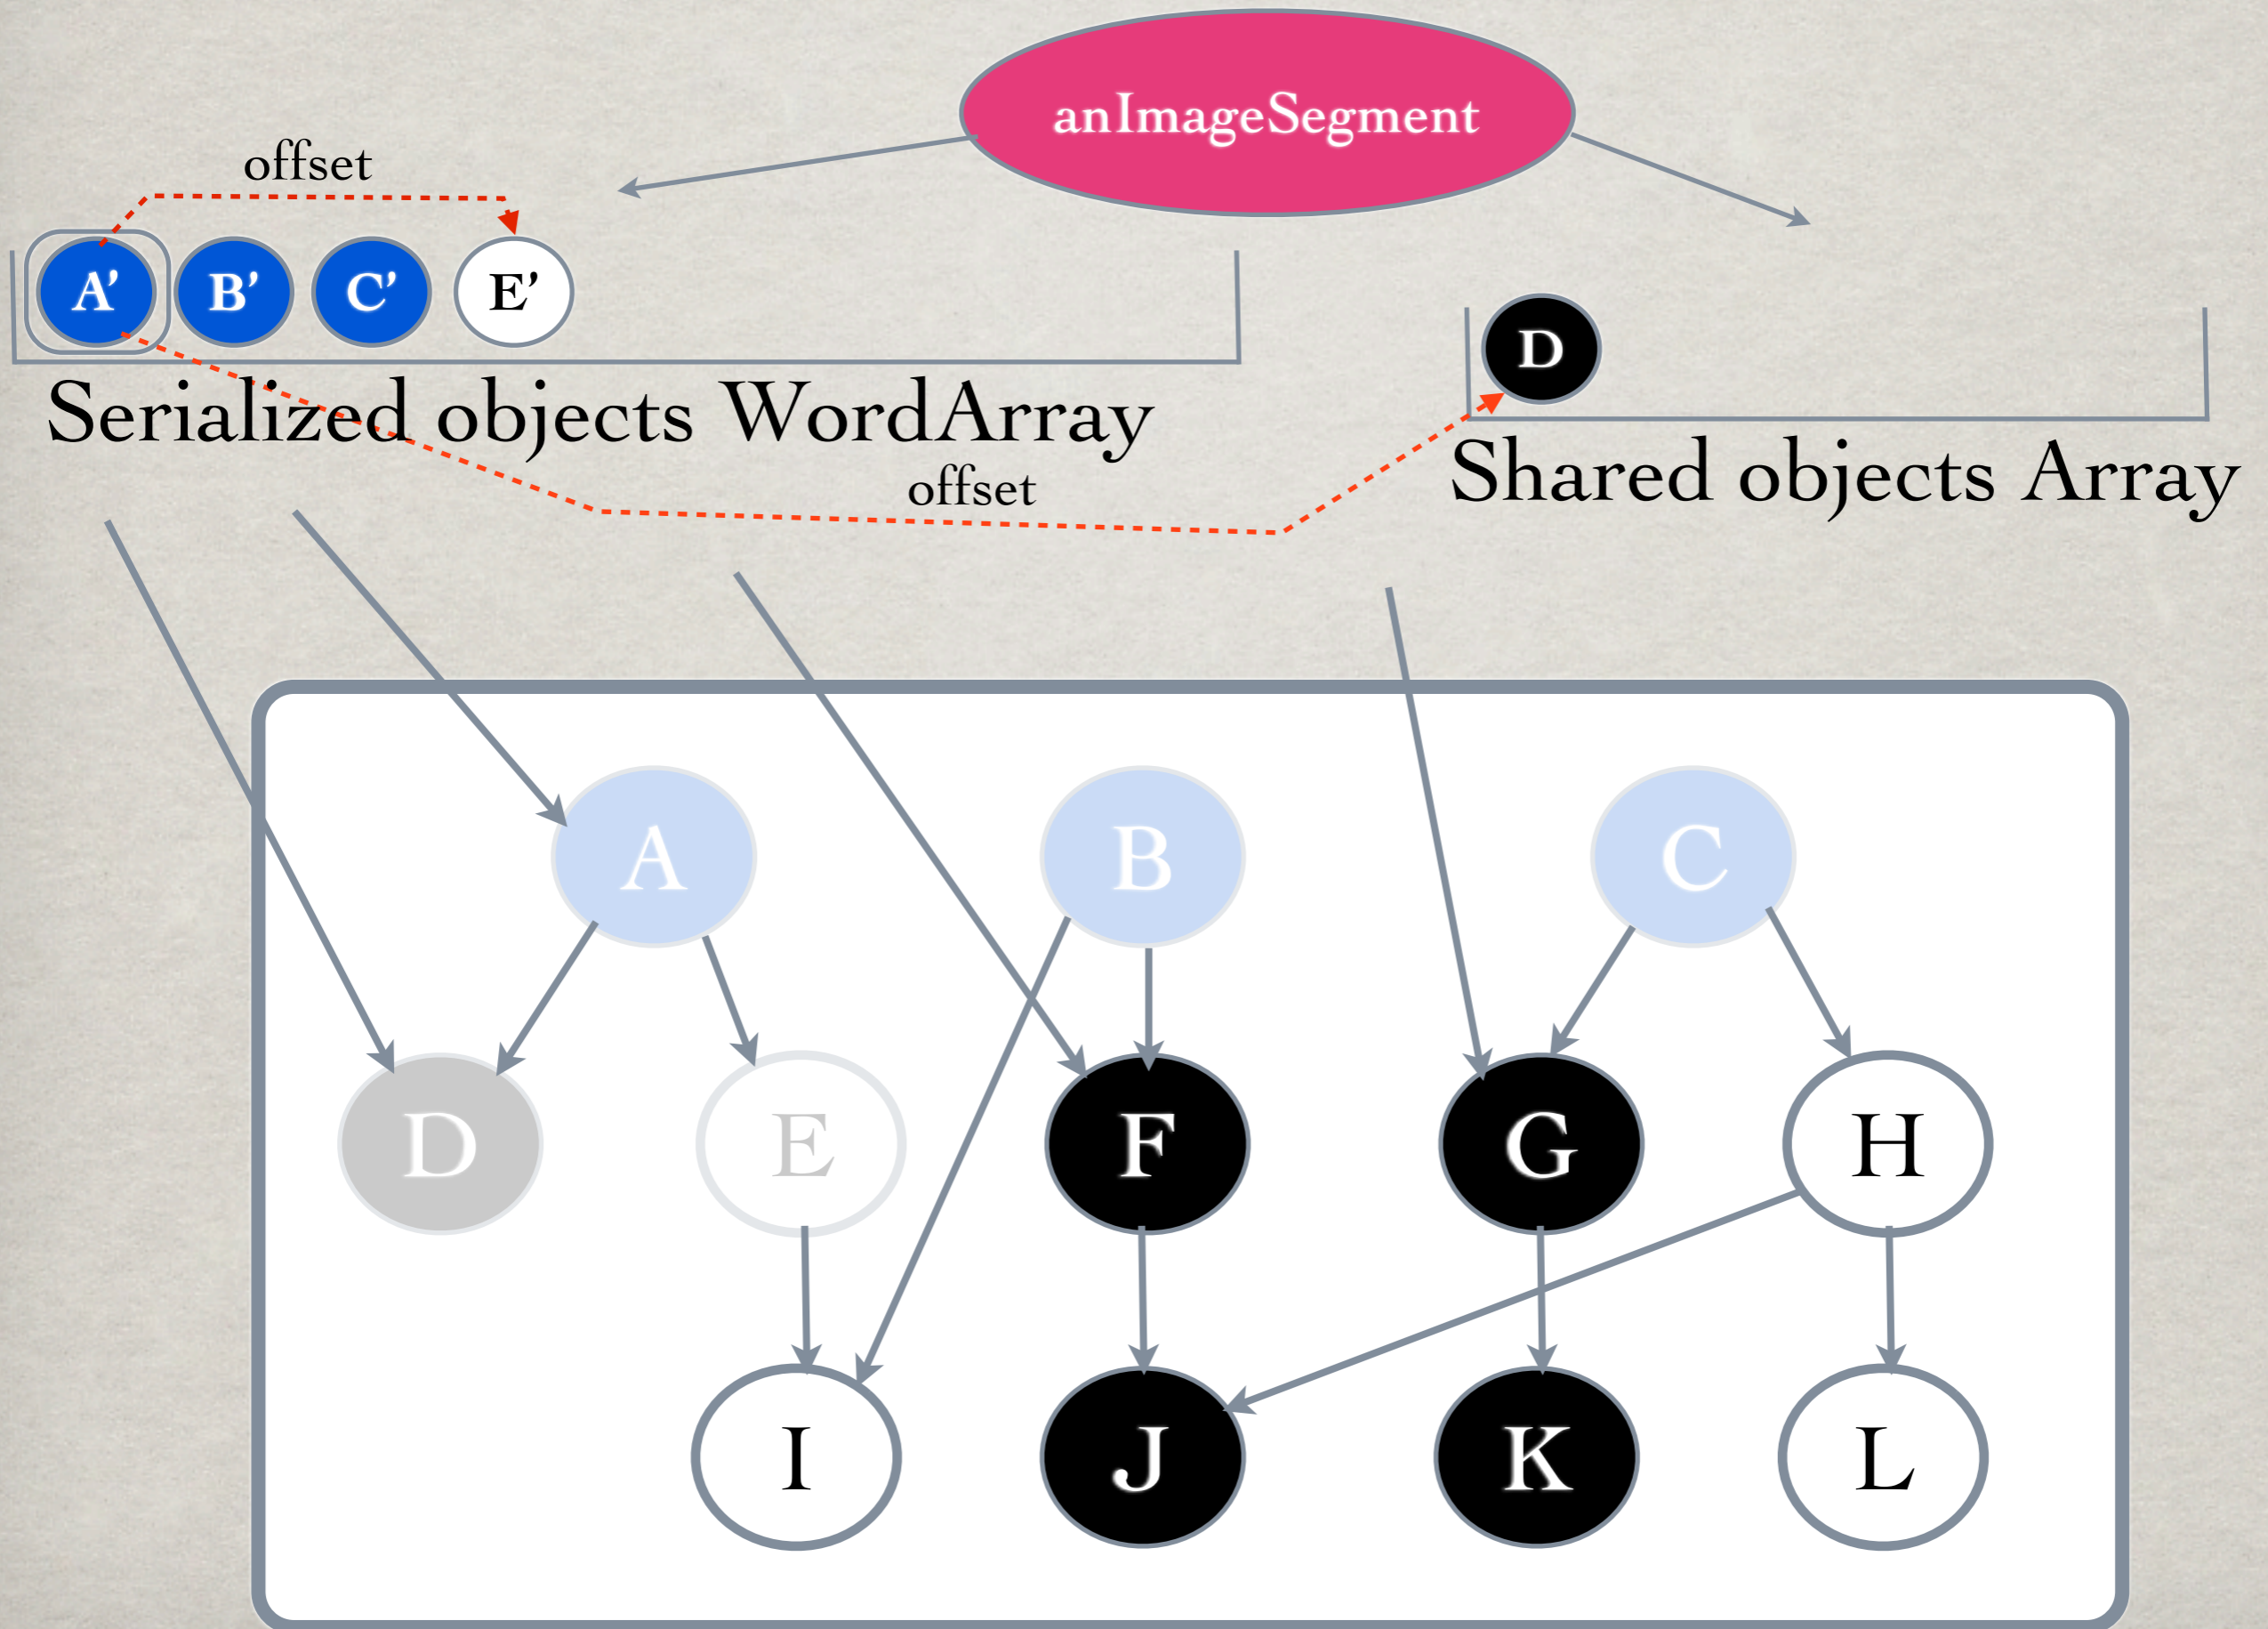 anImageSegment
offset
A’ B’ C’ E’
D
Serialized objects WordArray
Shared objects Array
offset
A B C
D E F G H
I J K L